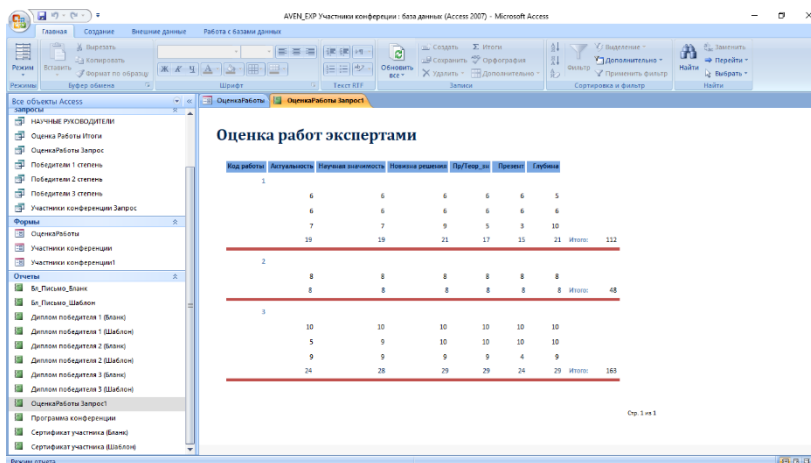 AVEN_EXP Участники конфереции : база данных (Access 2007) - Microsoft Access
Главная Создание Внешние данные Работа с базами данных
Режим
Вставить
Вырезать
Копировать
Формат по образцу
Ж К Ч
Обновить все
Создать
Сохранить
Удалить
Итоги
Орфография
Дополнительно
Фильтр
Выделение
Дополнительно
Применить фильтр
Найти
Заменить
Перейти
Выбрать
Режимы Буфер обмена Шрифт Текст RTF Записи Сортировка и фильтр Найти
Все объекты Access
Запросы
НАУЧНЫЕ РУКОВОДИТЕЛИ
Оценка Работы Итоги
ОценкаРаботы Запрос
Победители 1 степень
Победители 2 степень
Победители 3 степень
Участники конференции Запрос
Формы
ОценкаРаботы
Участники конференции
Участники конференции1
Отчеты
Бл_Письмо_Бланк
Бл_Письмо_Шаблон
Диплом победителя 1 (Бланк)
Диплом победителя 1 (Шаблон)
Диплом победителя 2 (Бланк)
Диплом победителя 2 (Шаблон)
Диплом победителя 3 (Бланк)
Диплом победителя 3 (Шаблон)
ОценкаРаботы Запрос1
Программа конференции
Сертификат участника (Бланк)
Сертификат участника (Шаблон)
ОценкаРаботы ОценкаРаботы Запрос1
Оценка работ экспертами
Код работы Актуальность Научная значимость Новизна решения Пр/Теор_зн Презент Глубина
1
6 6 6 6 6 5
6 6 6 6 6 6
7 7 9 5 3 10
19 19 21 17 15 21 Итого: 112
2
8 8 8 8 8 8
8 8 8 8 8 8 Итого: 48
3
10 10 10 10 10 10
5 9 10 10 10 10
9 9 9 9 4 9
24 28 29 29 24 29 Итого: 163
Стр. 1 из 1
Режим отчета